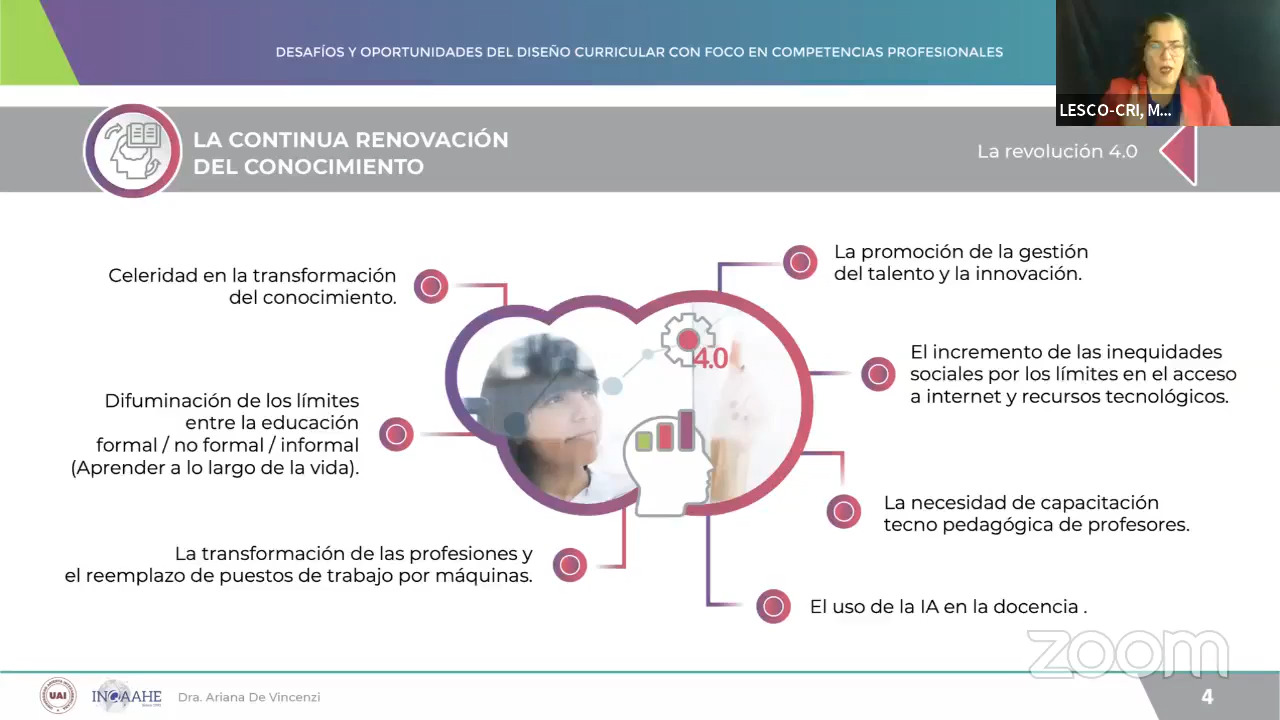 DESAFÍOS Y OPORTUNIDADES DEL DISEÑO CURRICULAR CON FOCO EN COMPETENCIAS PROFESIONALES
LESCO-CRI, M...
LA CONTINUA RENOVACIÓN
DEL CONOCIMIENTO
La revolución 4.0
Celeridad en la transformación
del conocimiento.
Difuminación de los límites
entre la educación
formal / no formal / informal
(Aprender a lo largo de la vida).
La transformación de las profesiones y
el reemplazo de puestos de trabajo por máquinas.
4.0
La promoción de la gestión
del talento y la innovación.
El incremento de las inequidades
sociales por los límites en el acceso
a internet y recursos tecnológicos.
La necesidad de capacitación
tecno pedagógica de profesores.
El uso de la IA en la docencia .
zoom
UAI
INQAAHE
Dra. Ariana De Vincenzi
4